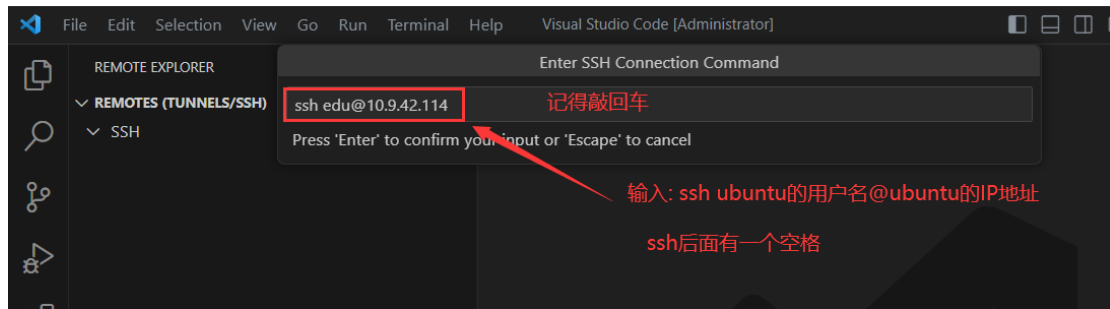 File Edit Selection View Go Run Terminal Help Visual Studio Code [Administrator]
REMOTE EXPLORER
Enter SSH Connection Command
REMOTES (TUNNELS/SSH)
ssh edu@10.9.42.114
记得敲回车
SSH
Press 'Enter' to confirm your input or 'Escape' to cancel
输入: ssh ubuntu的用户名@ubuntu的IP地址
ssh后面有一个空格